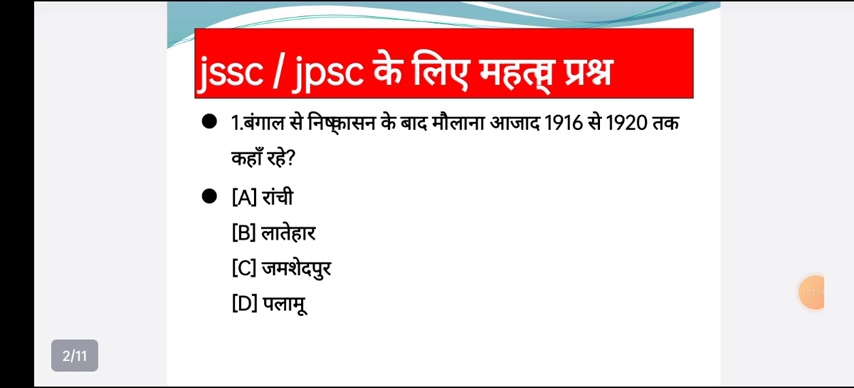 jssc / jpsc के लिए महत्व् प्रश्न
1.बंगाल से निष्कासन के बाद मौलाना आजाद 1916 से 1920 तक
कहाँ रहे?
[A] रांची
[B] लातेहार
[C] जमशेदपुर
[D] पलामू
2/11